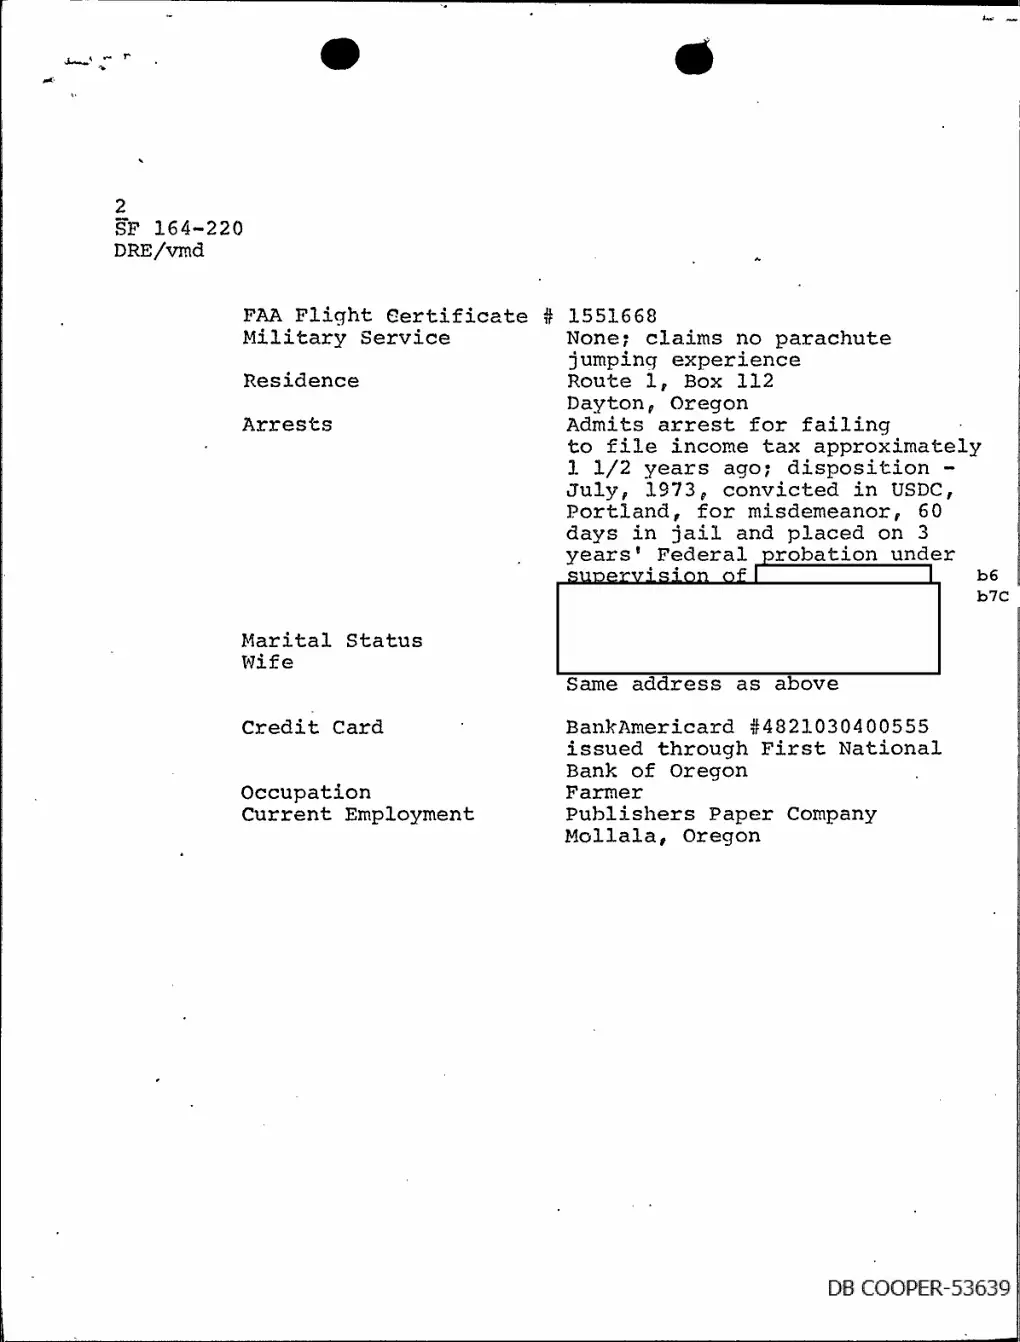 2
SF 164-220
DRE/vmd
FAA Flight Certificate # 1551668
Military Service None; claims no parachute
jumping experience
Residence Route 1, Box 112
Dayton, Oregon
Arrests Admits arrest for failing
to file income tax approximately
1 1/2 years ago; disposition -
July, 1973, convicted in USDC,
Portland, for misdemeanor, 60
days in jail and placed on 3
years' Federal probation under
supervision of
b6
b7C
Marital Status
Wife
Same address as above
Credit Card BankAmericard #4821030400555
issued through First National
Bank of Oregon
Occupation Farmer
Current Employment Publishers Paper Company
Mollala, Oregon
DB COOPER-53639